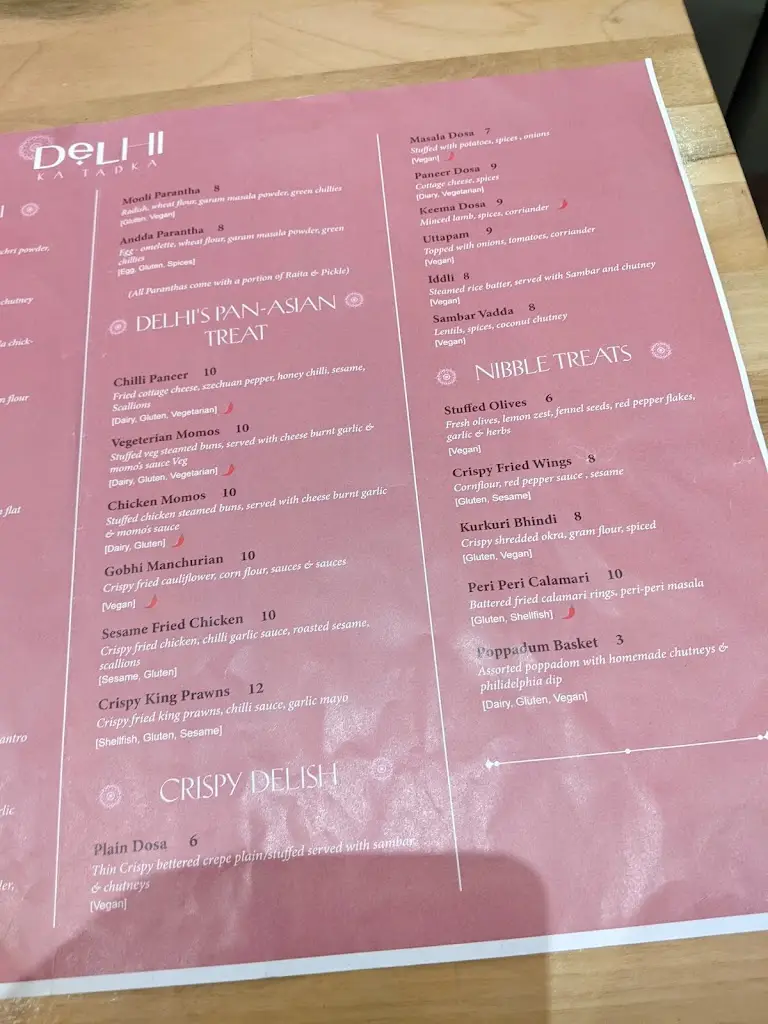 DeLHI
KA TADKA
chri powder,
chutney
la chick-
n flour
n flat
antro
rlic
der,
Mooli Parantha 8
Radish, wheat flour, garam masala powder, green chillies
[Gluten, Vegan]
Andda Parantha 8
Egg - omelette, wheat flour, garam masala powder, green
chillies
[Egg, Gluten, Spices]
(All Paranthas come with a portion of Raita & Pickle)
DELHI'S PAN-ASIAN
TREAT
Chilli Paneer 10
Fried cottage cheese, szechuan pepper, honey chilli, sesame,
Scallions
[Dairy, Gluten, Vegetarian]
Vegeterian Momos 10
Stuffed veg steamed buns, served with cheese burnt garlic &
momo's sauce Veg
[Dairy, Gluten, Vegetarian]
Chicken Momos 10
Stuffed chicken steamed buns, served with cheese burnt garlic
& momo's sauce
[Dairy, Gluten]
Gobhi Manchurian 10
Crispy fried cauliflower, corn flour, sauces & sauces
[Vegan]
Sesame Fried Chicken 10
Crispy fried chicken, chilli garlic sauce, roasted sesame,
scallions
[Sesame, Gluten]
Crispy King Prawns 12
Crispy fried king prawns, chilli sauce, garlic mayo
[Shellfish, Gluten, Sesame]
CRISPY DELISH
Plain Dosa 6
Thin Crispy bettered crepe plain/stuffed served with sambar
& chutneys
[Vegan]
Masala Dosa 7
Stuffed with potatoes, spices , onions
[Vegan]
Paneer Dosa 9
Cottage cheese, spices
[Diary, Vegetarian]
Keema Dosa 9
Minced lamb, spices, corriander
Uttapam 9
Topped with onions, tomatoes, corriander
[Vegan]
Iddli 8
Steamed rice batter, served with Sambar and chutney
[Vegan]
Sambar Vadda 8
Lentils, spices, coconut chutney
[Vegan]
NIBBLE TREATS
Stuffed Olives 6
Fresh olives, lemon zest, fennel seeds, red pepper flakes,
garlic & herbs
[Vegan]
Crispy Fried Wings 8
Cornflour, red pepper sauce , sesame
[Gluten, Sesame]
Kurkuri Bhindi 8
Crispy shredded okra, gram flour, spiced
[Gluten, Vegan]
Peri Peri Calamari 10
Battered fried calamari rings, peri-peri masala
[Gluten, Shellfish]
Poppadum Basket 3
Assorted poppadom with homemade chutneys &
philidelphia dip
[Dairy, Gluten, Vegan]